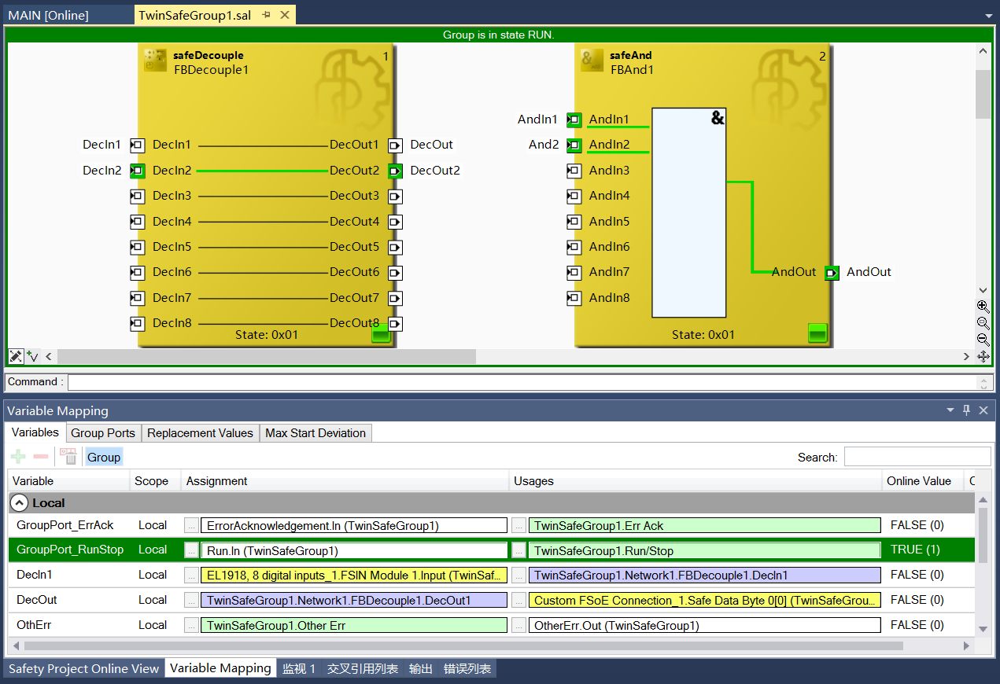 MAIN [Online] TwinSafeGroup1.sal
Group is in state RUN.
safeDecouple 1
FBDecouple1
DecIn1 DecIn1 DecOut1 DecOut
DecIn2 DecIn2 DecOut2 DecOut2
DecIn3 DecOut3
DecIn4 DecOut4
DecIn5 DecOut5
DecIn6 DecOut6
DecIn7 DecOut7
DecIn8 DecOut8
State: 0x01
safeAnd 2
FBAnd1
&
AndIn1 AndIn1
And2 AndIn2
AndIn3
AndIn4
AndIn5
AndIn6
AndIn7 AndOut AndOut
AndIn8
State: 0x01
Command :
Variable Mapping
Variables Group Ports Replacement Values Max Start Deviation
Group Search:
Variable Scope Assignment Usages Online Value
Local
GroupPort_ErrAck Local ... ErrorAcknowledgement.In (TwinSafeGroup1) ... TwinSafeGroup1.Err Ack FALSE (0)
GroupPort_RunStop Local ... Run.In (TwinSafeGroup1) ... TwinSafeGroup1.Run/Stop TRUE (1)
DecIn1 Local ... EL1918, 8 digital inputs_1.FSIN Module 1.Input (TwinSaf... ... TwinSafeGroup1.Network1.FBDecouple1.DecIn1 FALSE (0)
DecOut Local ... TwinSafeGroup1.Network1.FBDecouple1.DecOut1 ... Custom FSoE Connection_1.Safe Data Byte 0[0] (TwinSafeGrou... FALSE (0)
OthErr Local ... TwinSafeGroup1.Other Err ... OtherErr.Out (TwinSafeGroup1) FALSE (0)
Safety Project Online View Variable Mapping 监视 1 交叉引用列表 输出 错误列表